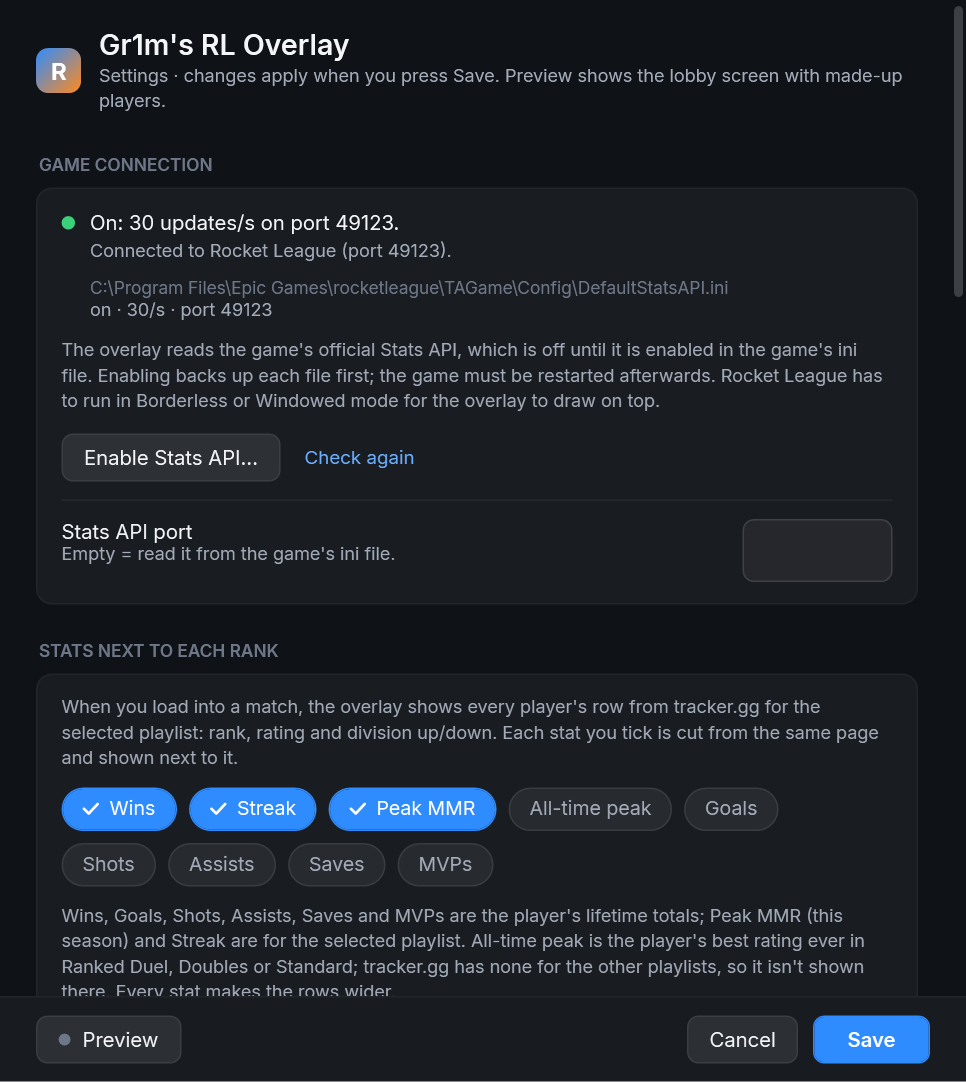 R
Gr1m's RL Overlay
Settings · changes apply when you press Save. Preview shows the lobby screen with made-up
players.
GAME CONNECTION
On: 30 updates/s on port 49123.
Connected to Rocket League (port 49123).
C:\Program Files\Epic Games\rocketleague\TAGame\Config\DefaultStatsAPI.ini
on · 30/s · port 49123
The overlay reads the game's official Stats API, which is off until it is enabled in the game's ini
file. Enabling backs up each file first; the game must be restarted afterwards. Rocket League has
to run in Borderless or Windowed mode for the overlay to draw on top.
Enable Stats API... Check again
Stats API port
Empty = read it from the game's ini file.
STATS NEXT TO EACH RANK
When you load into a match, the overlay shows every player's row from tracker.gg for the
selected playlist: rank, rating and division up/down. Each stat you tick is cut from the same page
and shown next to it.
Wins Streak Peak MMR All-time peak Goals
Shots Assists Saves MVPs
Wins, Goals, Shots, Assists, Saves and MVPs are the player's lifetime totals; Peak MMR (this
season) and Streak are for the selected playlist. All-time peak is the player's best rating ever in
Ranked Duel, Doubles or Standard; tracker.gg has none for the other playlists, so it isn't shown
there. Every stat makes the rows wider
Preview Cancel Save